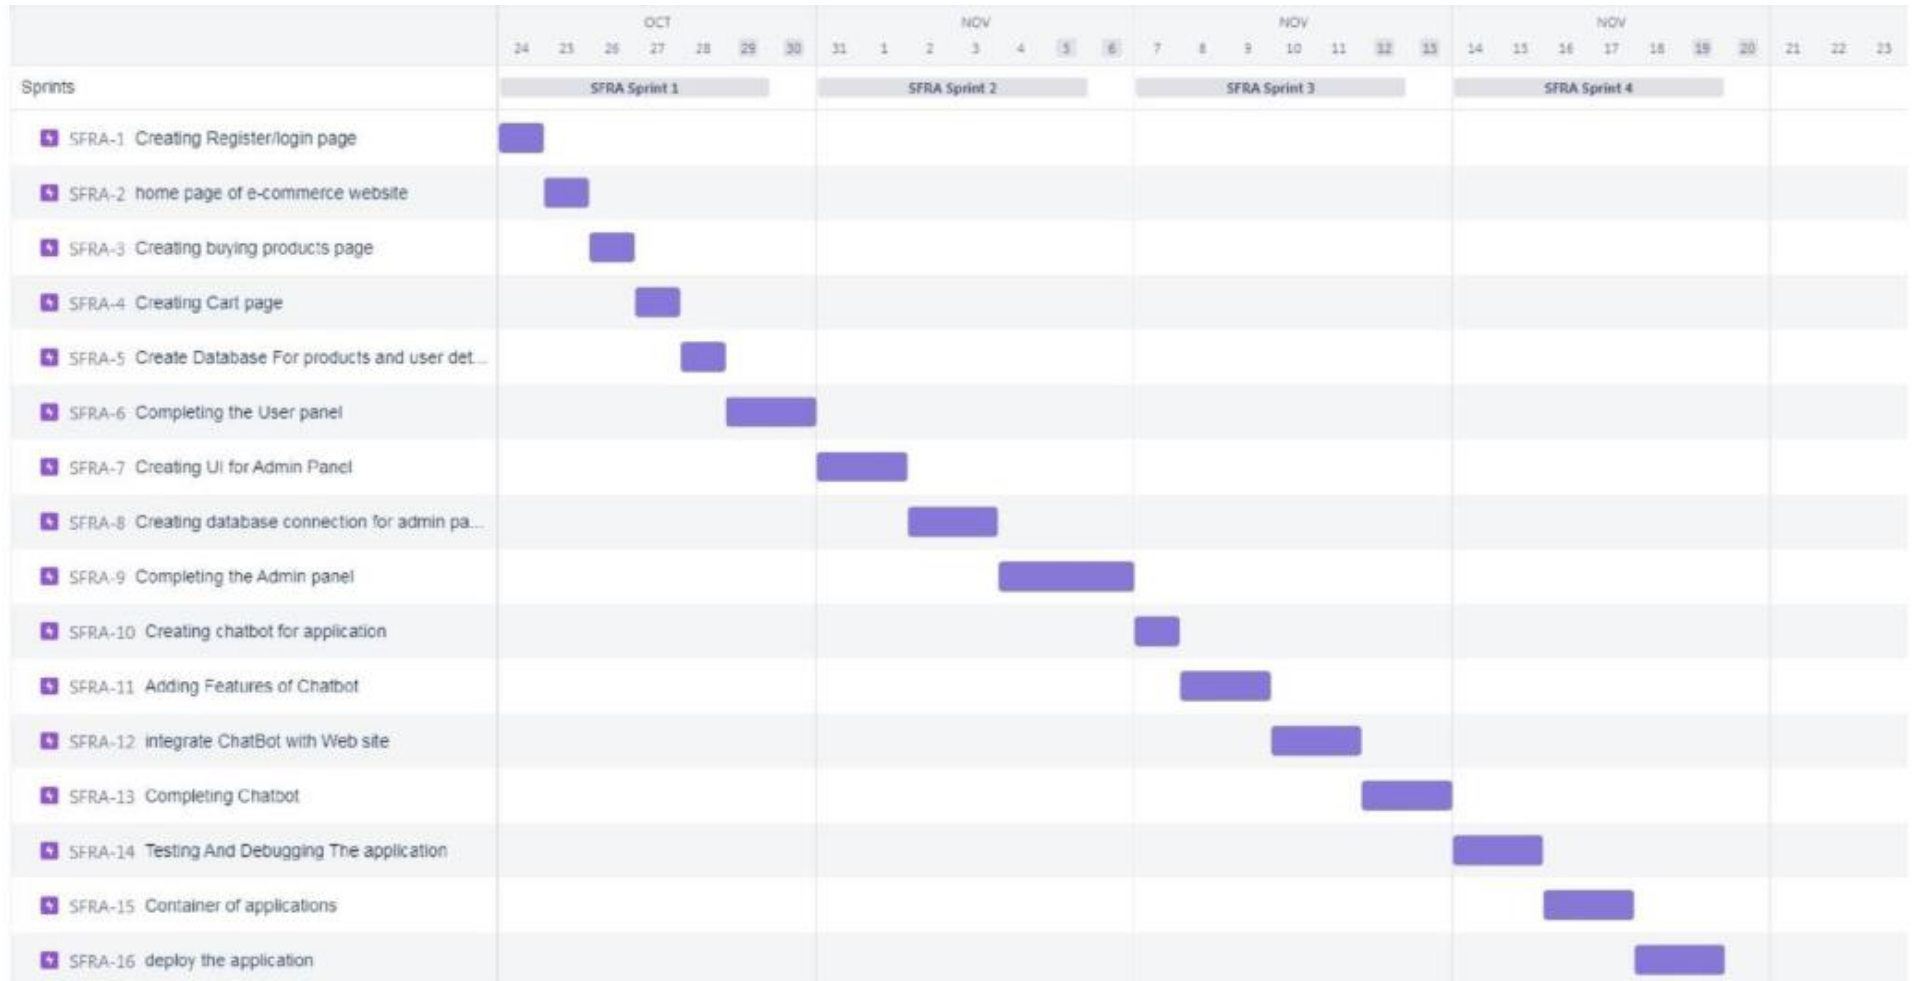 OCT NOV NOV NOV
24 25 26 27 28 29 30 31 1 2 3 4 5 6 7 8 9 10 11 12 13 14 15 16 17 18 19 20 21 22 23
Sprints SFRA Sprint 1 SFRA Sprint 2 SFRA Sprint 3 SFRA Sprint 4
SFRA-1 Creating Register/login page
SFRA-2 home page of e-commerce website
SFRA-3 Creating buying products page
SFRA-4 Creating Cart page
SFRA-5 Create Database For products and user det...
SFRA-6 Completing the User panel
SFRA-7 Creating UI for Admin Panel
SFRA-8 Creating database connection for admin pa...
SFRA-9 Completing the Admin panel
SFRA-10 Creating chatbot for application
SFRA-11 Adding Features of Chatbot
SFRA-12 integrate ChatBot with Web site
SFRA-13 Completing Chatbot
SFRA-14 Testing And Debugging The application
SFRA-15 Container of applications
SFRA-16 deploy the application